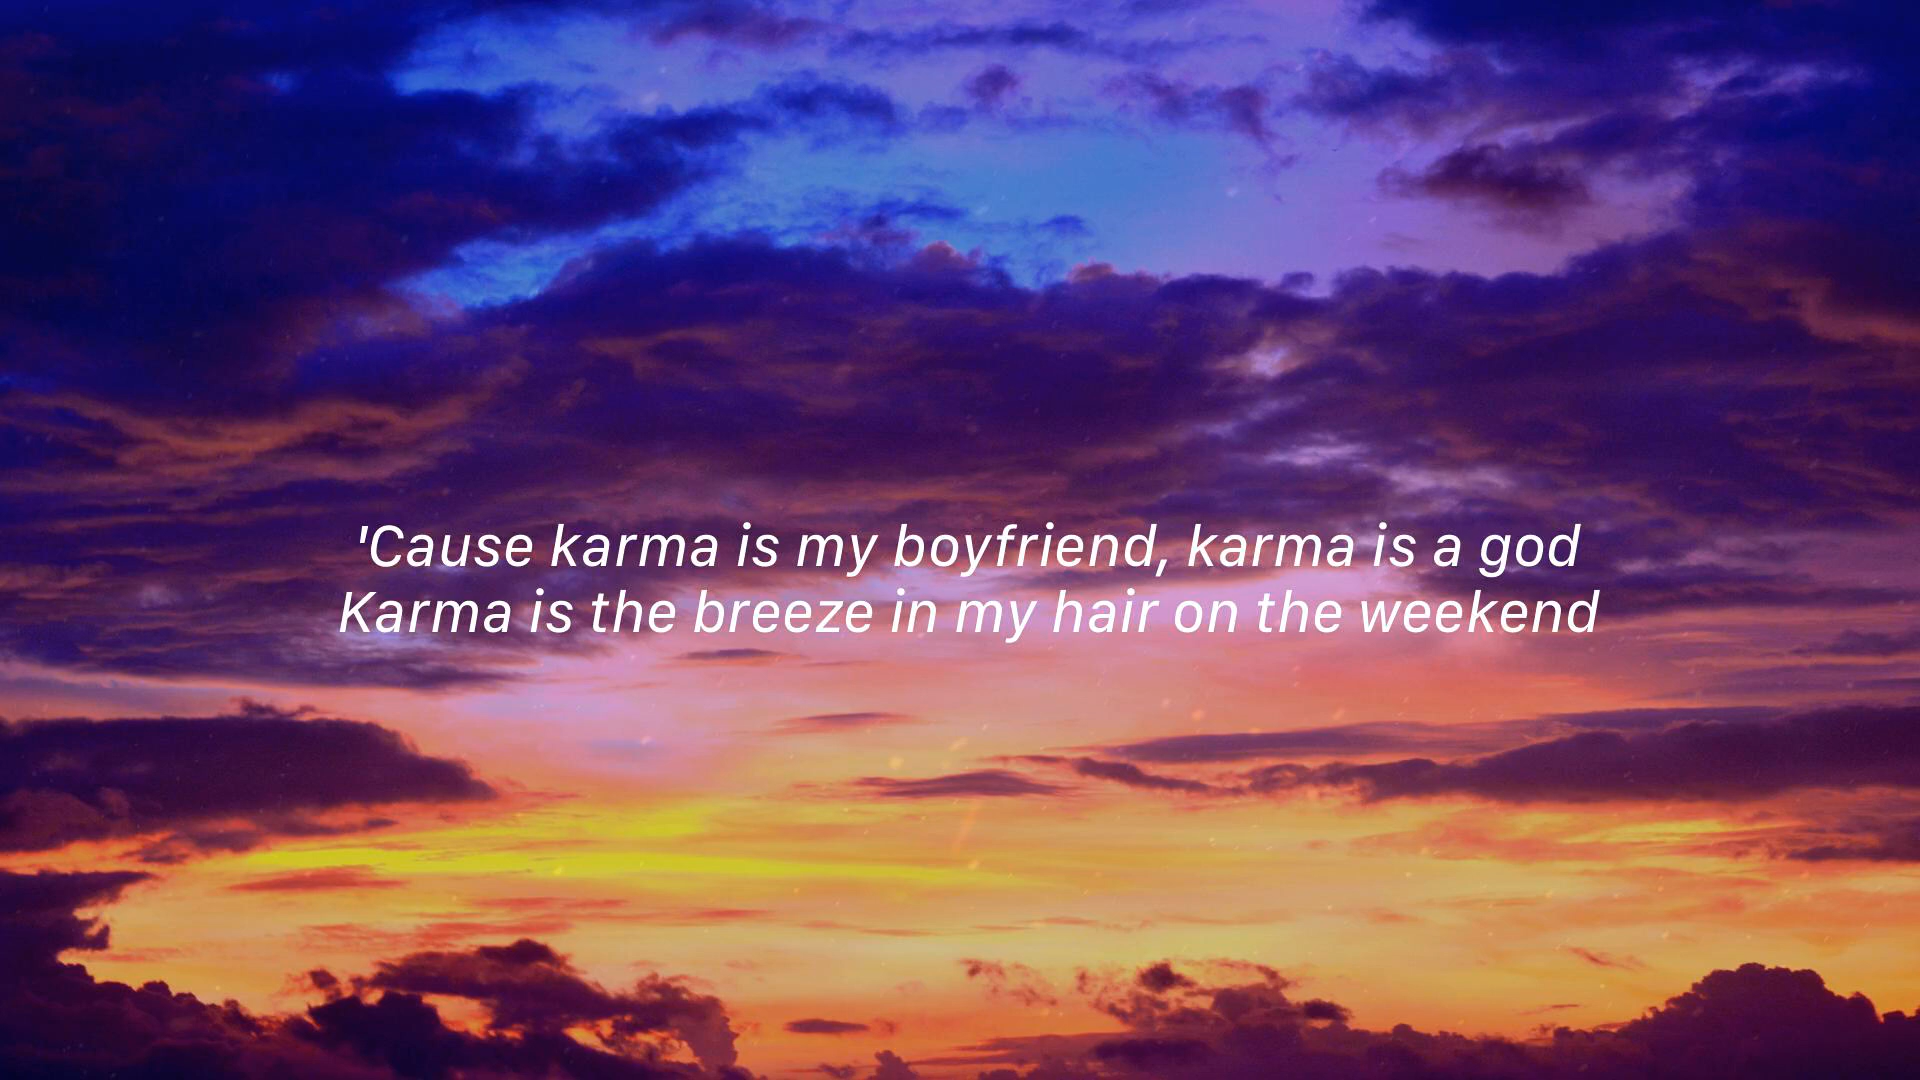 'Cause karma is my boyfriend, karma is a god
Karma is the breeze in my hair on the weekend